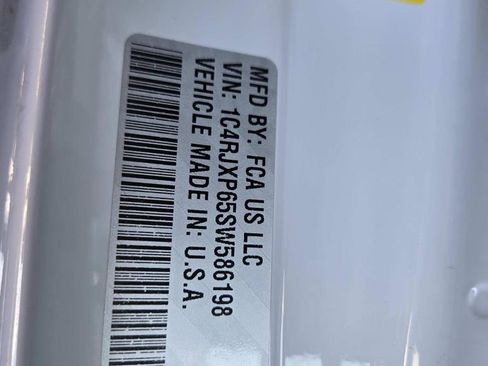 MFD BY: FCA US LLC
VIN: 1C4RJXP65SW586198
VEHICLE MADE IN: U.S.A.